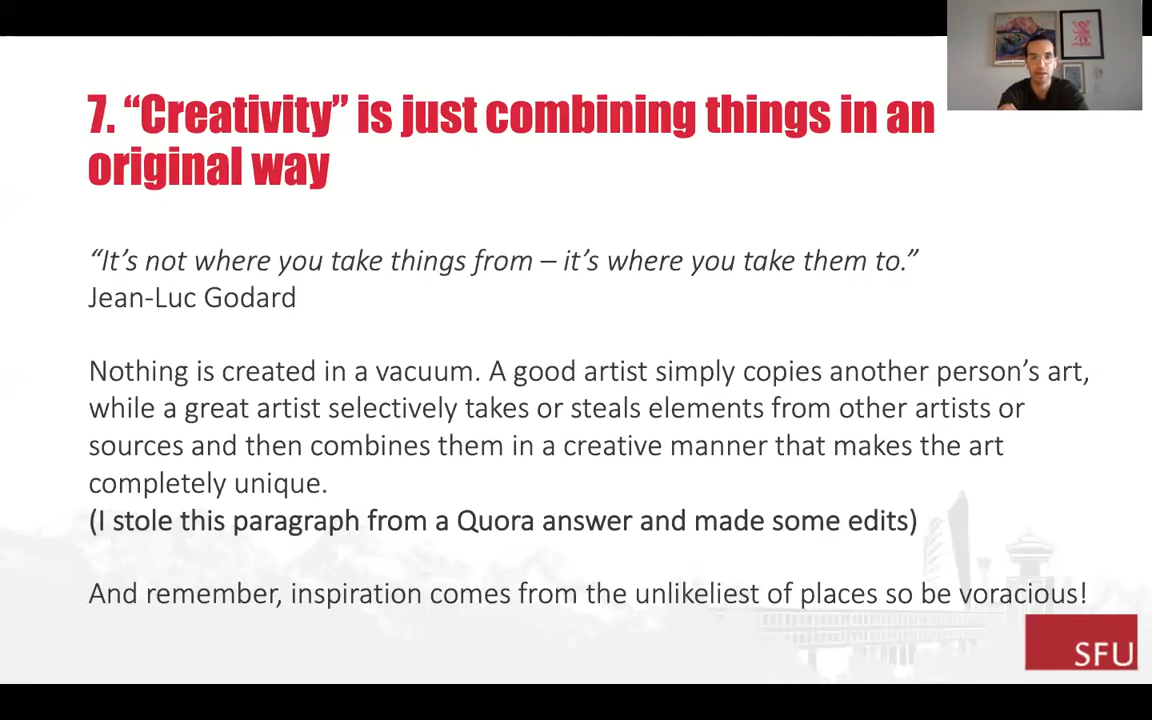 7. “Creativity” is just combining things in an
original way
“It’s not where you take things from – it’s where you take them to.”
Jean-Luc Godard
Nothing is created in a vacuum. A good artist simply copies another person’s art,
while a great artist selectively takes or steals elements from other artists or
sources and then combines them in a creative manner that makes the art
completely unique.
(I stole this paragraph from a Quora answer and made some edits)
And remember, inspiration comes from the unlikeliest of places so be voracious!
SFU